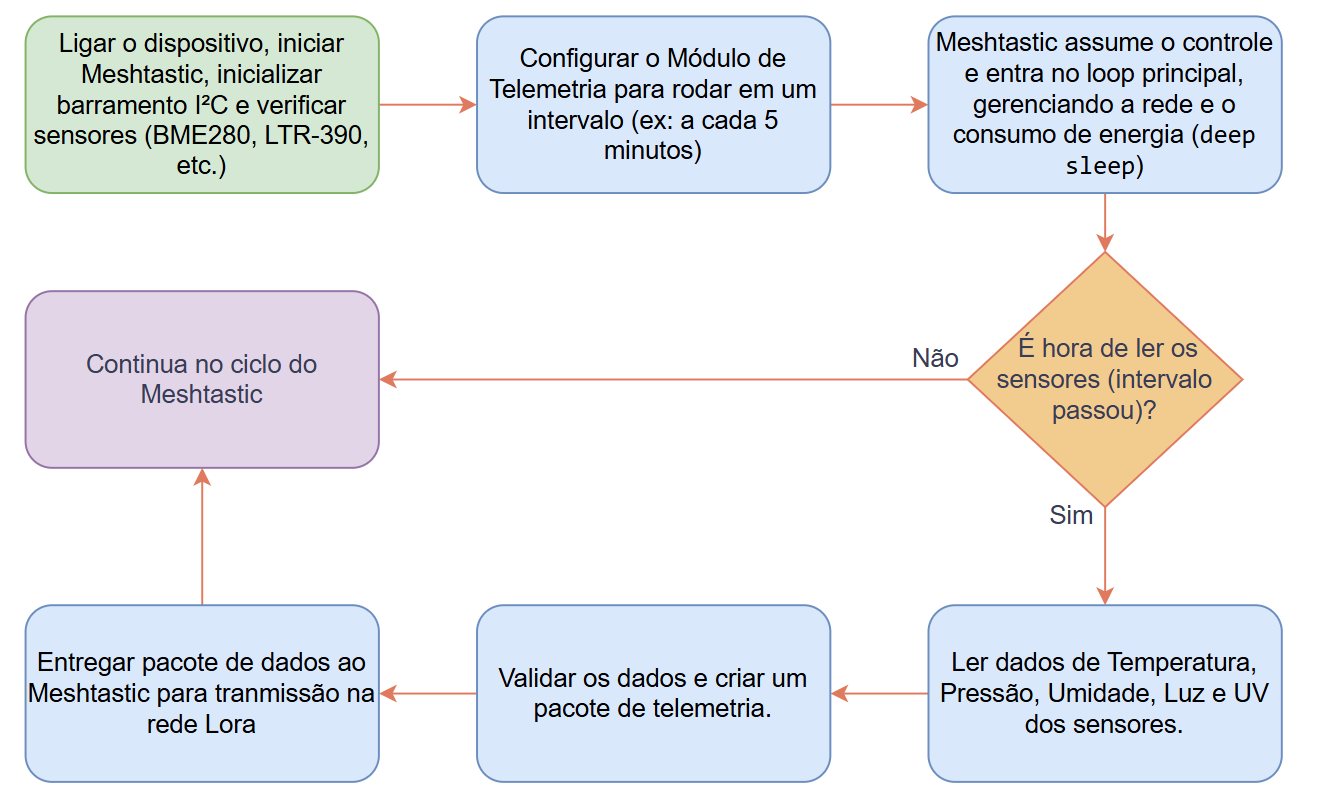 Ligar o dispositivo, iniciar
Meshtastic, inicializar
barramento I²C e verificar
sensores (BME280, LTR-390,
etc.)
Configurar o Módulo de
Telemetria para rodar em um
intervalo (ex: a cada 5
minutos)
Meshtastic assume o controle
e entra no loop principal,
gerenciando a rede e o
consumo de energia (deep
sleep)
É hora de ler os
sensores (intervalo
passou)?
Não
Continua no ciclo do
Meshtastic
Sim
Ler dados de Temperatura,
Pressão, Umidade, Luz e UV
dos sensores.
Validar os dados e criar um
pacote de telemetria.
Entregar pacote de dados ao
Meshtastic para tranmissão na
rede Lora